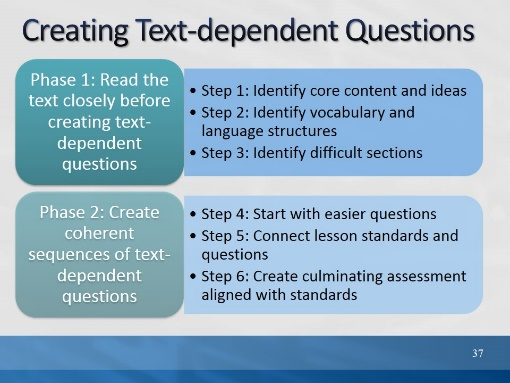 Creating Text-dependent Questions
Phase 1: Read the
text closely before
creating text-
dependent
questions
• Step 1: Identify core content and ideas
• Step 2: Identify vocabulary and
language structures
• Step 3: Identify difficult sections
Phase 2: Create
coherent
sequences of text-
dependent
questions
• Step 4: Start with easier questions
• Step 5: Connect lesson standards and
questions
• Step 6: Create culminating assessment
aligned with standards
37